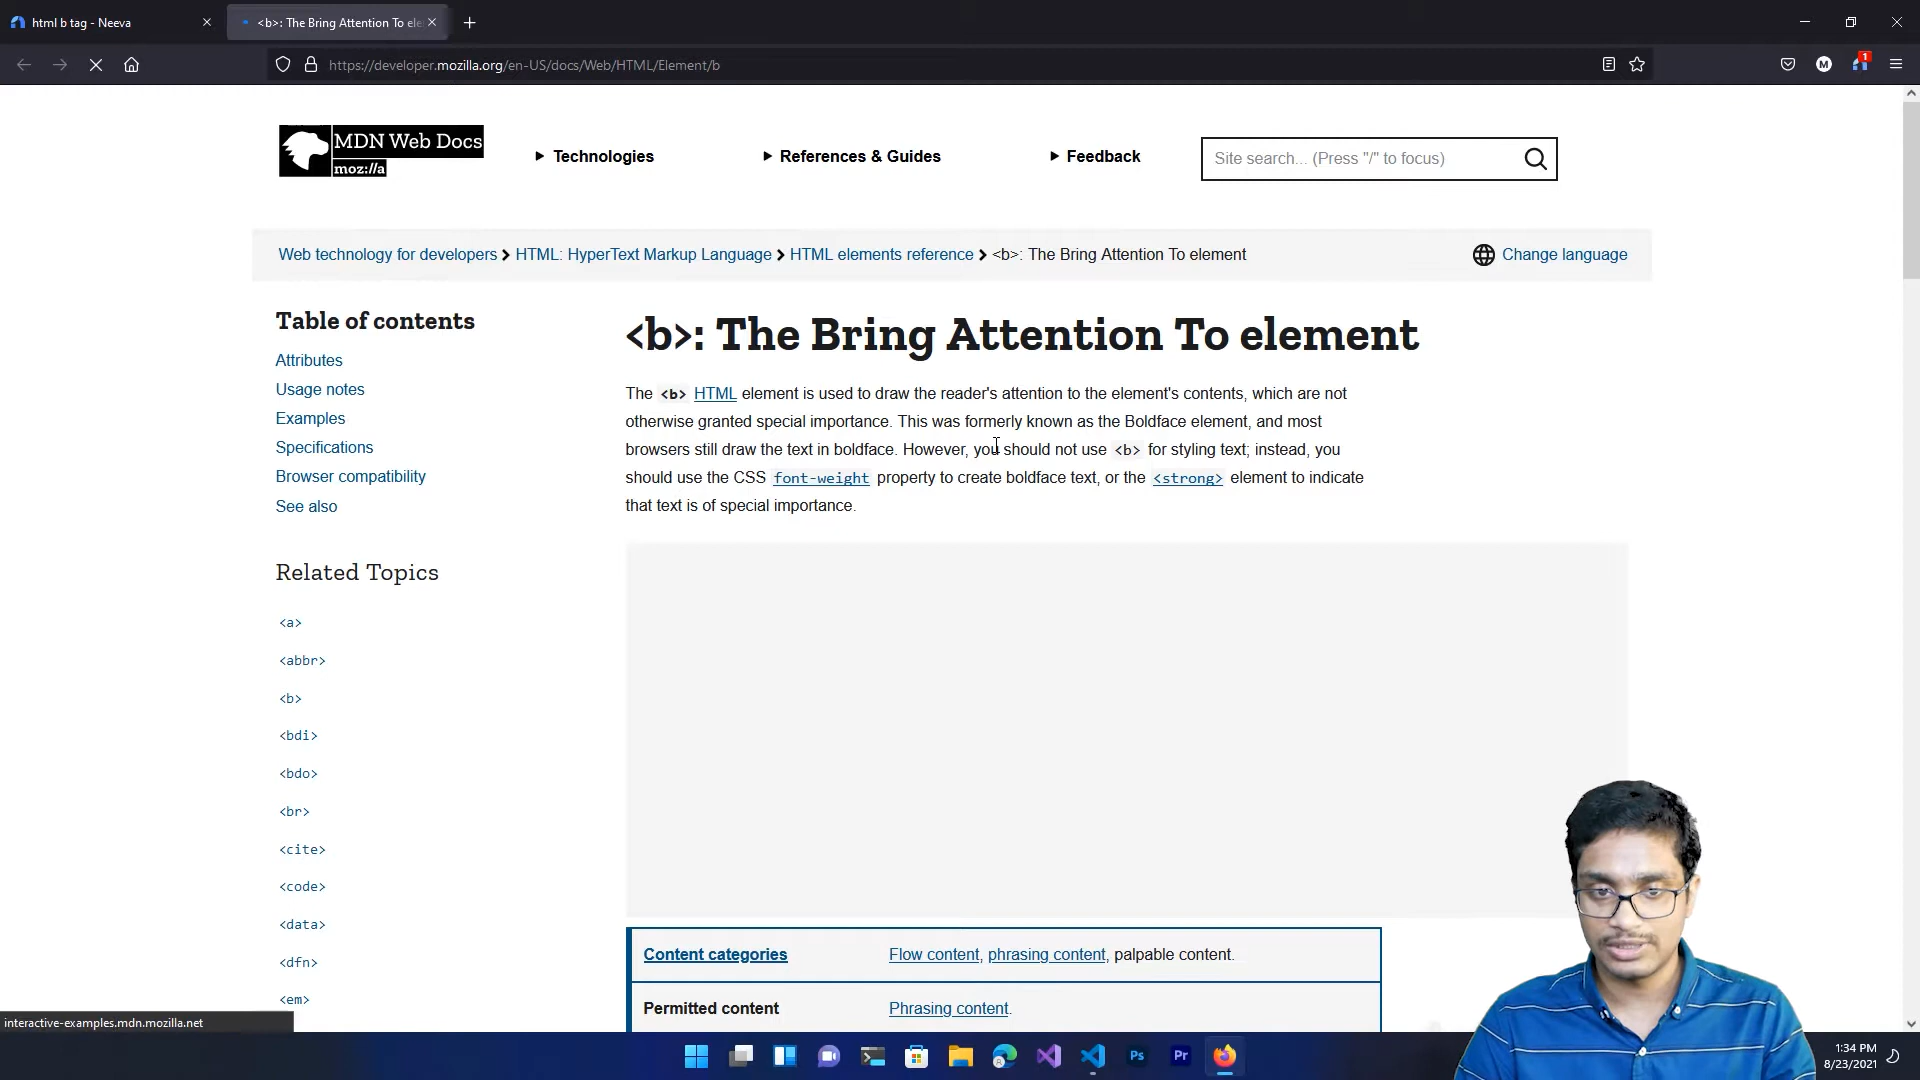 html b tag - Neeva
<b>: The Bring Attention To ele
https://developer.mozilla.org/en-US/docs/Web/HTML/Element/b
M
1
MDN Web Docs
moz://a
Technologies
References & Guides
Feedback
Site search... (Press "/" to focus)
Web technology for developers > HTML: HyperText Markup Language > HTML elements reference > <b>: The Bring Attention To element
Change language
Table of contents
Attributes
Usage notes
Examples
Specifications
Browser compatibility
See also
Related Topics
<a>
<abbr>
<b>
<bdi>
<bdo>
<br>
<cite>
<code>
<data>
<dfn>
<em>
<b>: The Bring Attention To element
The <b> HTML element is used to draw the reader's attention to the element's contents, which are not
otherwise granted special importance. This was formerly known as the Boldface element, and most
browsers still draw the text in boldface. However, you should not use <b> for styling text; instead, you
should use the CSS font-weight property to create boldface text, or the <strong> element to indicate
that text is of special importance.
Content categories
Flow content, phrasing content, palpable content.
Permitted content
Phrasing content.
interactive-examples.mdn.mozilla.net
Ps
Pr
1:34 PM
8/23/2021